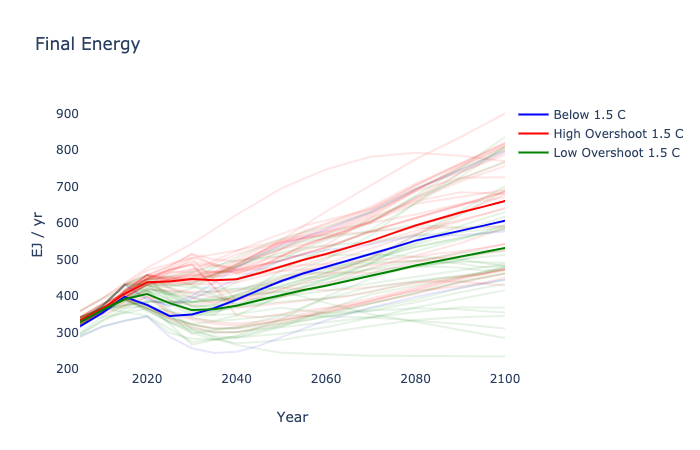 Final Energy
900
800
700
600
500
400
300
200
EJ / yr
2020
2040
2060
2080
2100
Year
Below 1.5 C
High Overshoot 1.5 C
Low Overshoot 1.5 C